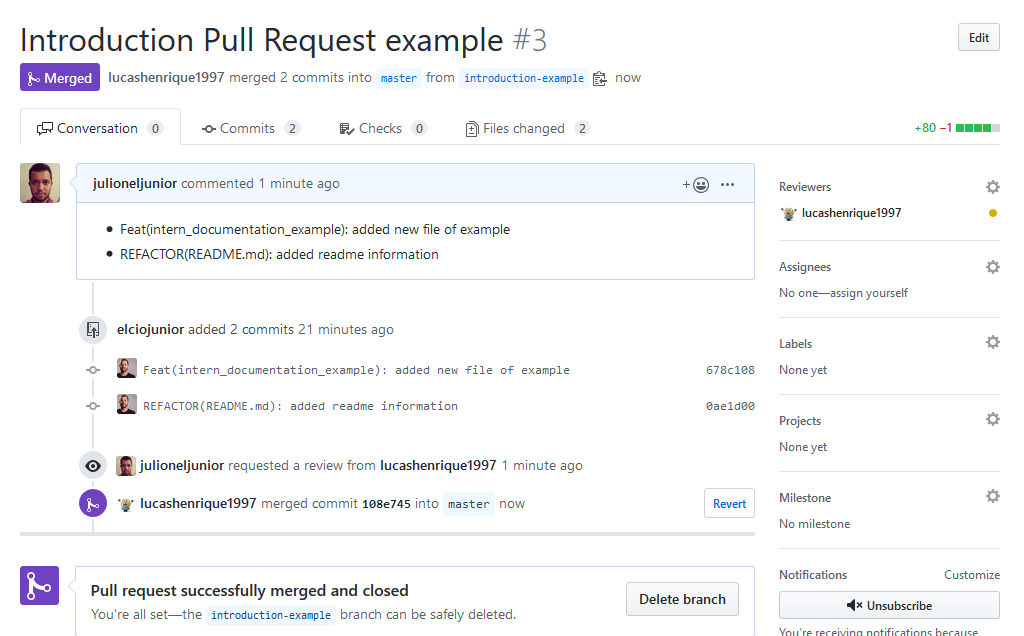 Introduction Pull Request example #3
Edit
Merged lucashenrique1997 merged 2 commits into master from introduction-example now
Conversation 0 Commits 2 Checks 0 Files changed 2 +80 −1
julioneljunior commented 1 minute ago
Feat(intern_documentation_example): added new file of example
REFACTOR(README.md): added readme information
elciojunior added 2 commits 21 minutes ago
Feat(intern_documentation_example): added new file of example 678c108
REFACTOR(README.md): added readme information 0ae1d00
julioneljunior requested a review from lucashenrique1997 1 minute ago
lucashenrique1997 merged commit 108e745 into master now
Revert
Pull request successfully merged and closed
You're all set—the introduction-example branch can be safely deleted.
Delete branch
Reviewers
lucashenrique1997
Assignees
No one—assign yourself
Labels
None yet
Projects
None yet
Milestone
No milestone
Notifications Customize
Unsubscribe
You're receiving notifications because